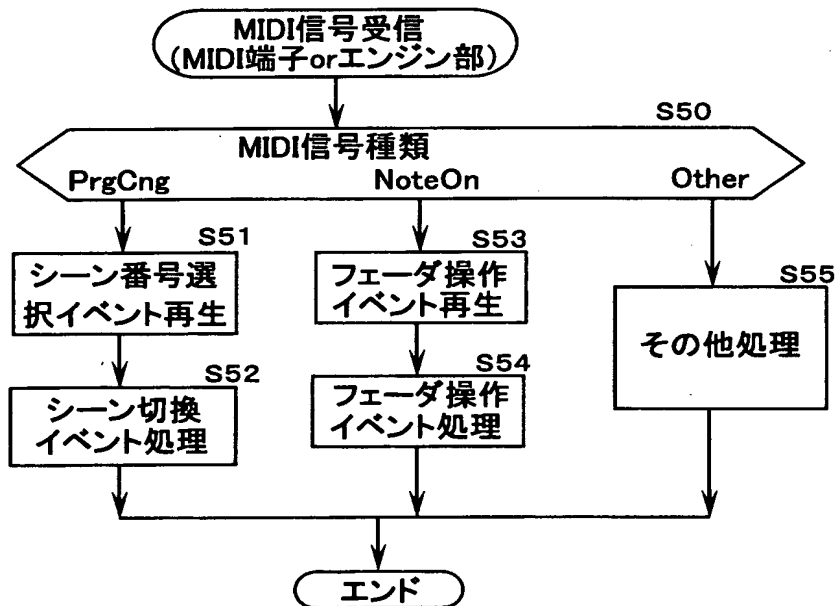 MIDI信号受信
(MIDI端子orエンジン部)
S50
MIDI信号種類
PrgCng
NoteOn
Other
S51
シーン番号選
択イベント再生
S52
シーン切換
イベント処理
S53
フェーダ操作
イベント再生
S54
フェーダ操作
イベント処理
S55
その他処理
エンド